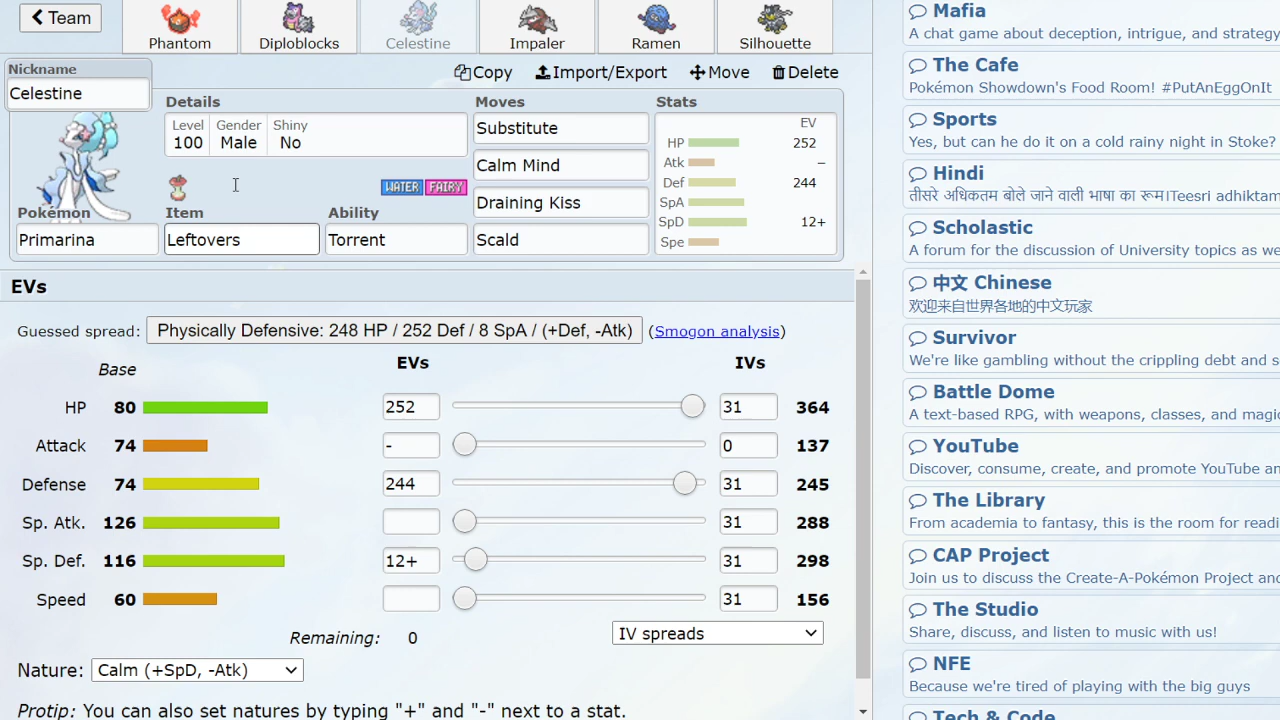 Team
Phantom
Diploblocks
Celestine
Impaler
Ramen
Silhouette
Nickname
Celestine
Copy
Import/Export
Move
Delete
Details
Level
100
Gender
Male
Shiny
No
WATER FAIRY
Pokémon
Primarina
Item
Leftovers
Ability
Torrent
Moves
Substitute
Calm Mind
Draining Kiss
Scald
Stats
EV
HP 252
Atk –
Def 244
SpA
SpD 12+
Spe
EVs
Guessed spread: Physically Defensive: 248 HP / 252 Def / 8 SpA / (+Def, -Atk) (Smogon analysis)
Base EVs IVs
HP 80 252 31 364
Attack 74 - 0 137
Defense 74 244 31 245
Sp. Atk. 126 31 288
Sp. Def. 116 12+ 31 298
Speed 60 31 156
Remaining: 0 IV spreads
Nature: Calm (+SpD, -Atk)
Protip: You can also set natures by typing "+" and "-" next to a stat.
Mafia
A chat game about deception, intrigue, and strategy
The Cafe
Pokémon Showdown's Food Room! #PutAnEggOnIt
Sports
Yes, but can he do it on a cold rainy night in Stoke?
Hindi
तीसरे अधिकतम बोले जाने वाली भाषा का रूम।Teesri adhiktam
Scholastic
A forum for the discussion of University topics as we
中文 Chinese
欢迎来自世界各地的中文玩家
Survivor
We're like gambling without the crippling debt and s
Battle Dome
A text-based RPG, with weapons, classes, and magic
YouTube
Discover, consume, create, and promote YouTube an
The Library
From academia to fantasy, this is the room for readi
CAP Project
Join us to discuss the Create-A-Pokémon Project and
The Studio
Share, discuss, and listen to music with us!
NFE
Because we're tired of playing with the big guys
Tech & Code